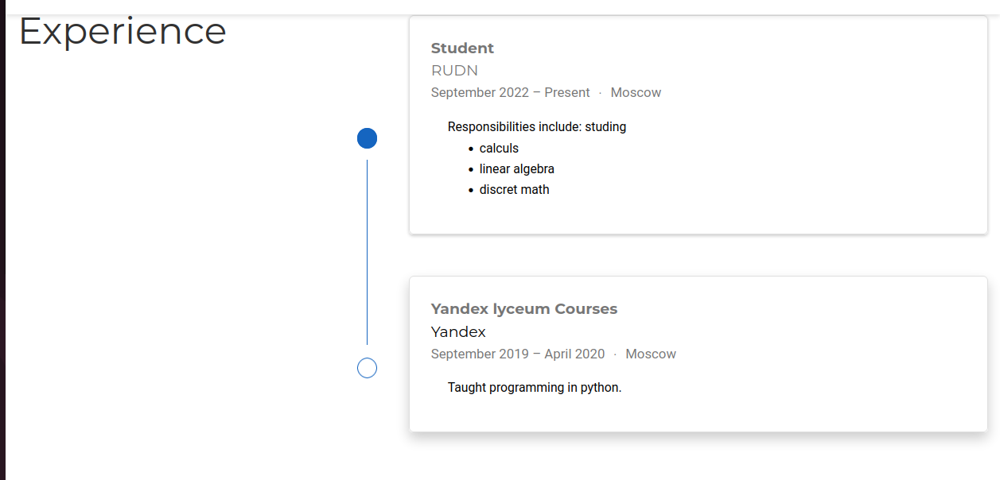 Experience
Student
RUDN
September 2022 – Present · Moscow
Responsibilities include: studing
• calculs
• linear algebra
• discret math
Yandex lyceum Courses
Yandex
September 2019 – April 2020 · Moscow
Taught programming in python.